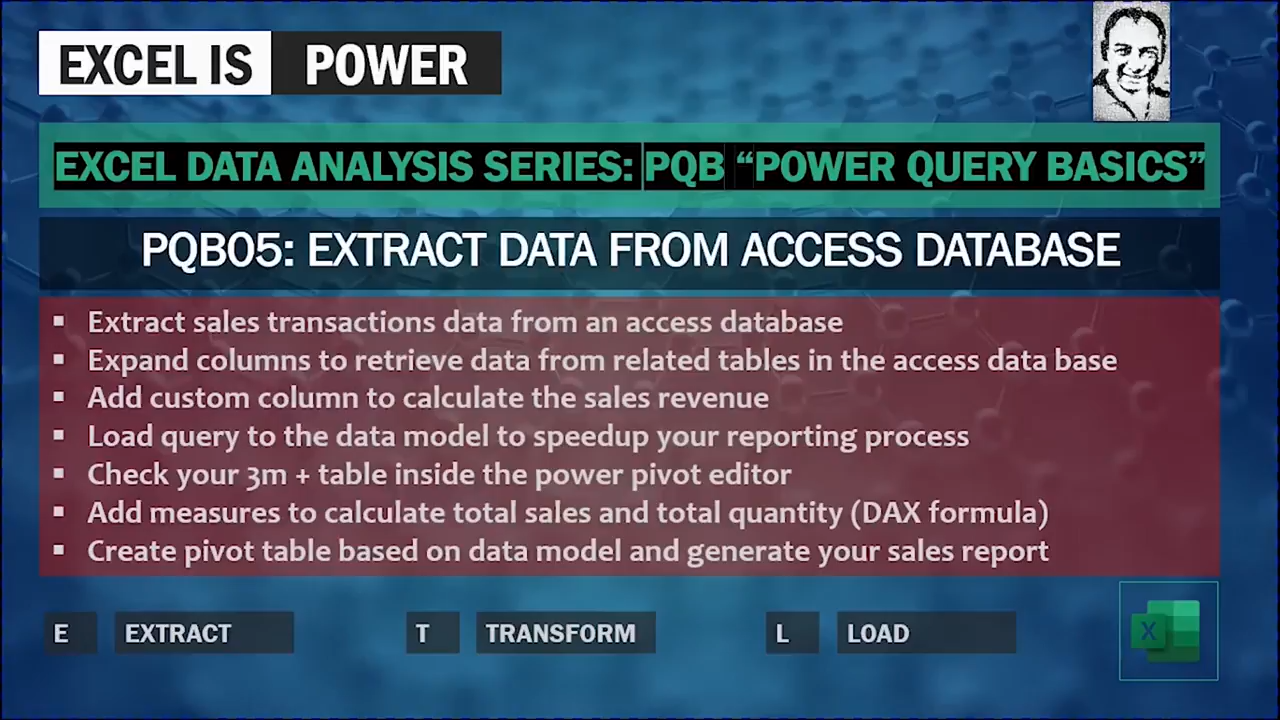 EXCEL IS POWER
EXCEL DATA ANALYSIS SERIES: PQB “POWER QUERY BASICS”
PQB05: EXTRACT DATA FROM ACCESS DATABASE
▪ Extract sales transactions data from an access database
▪ Expand columns to retrieve data from related tables in the access data base
▪ Add custom column to calculate the sales revenue
▪ Load query to the data model to speedup your reporting process
▪ Check your 3m + table inside the power pivot editor
▪ Add measures to calculate total sales and total quantity (DAX formula)
▪ Create pivot table based on data model and generate your sales report
E EXTRACT T TRANSFORM L LOAD
X